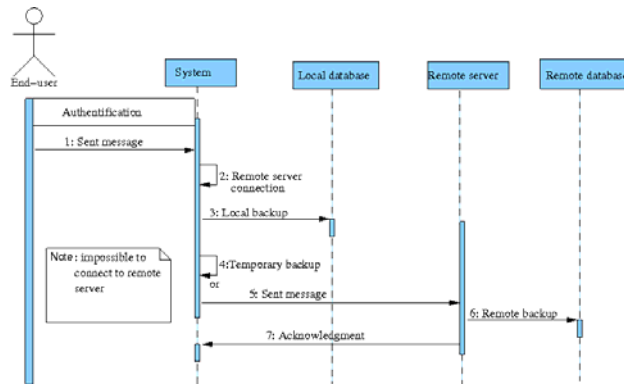 End-user
System
Local database
Remote server
Remote database
Authentification
1: Sent message
2: Remote server
connection
3: Local backup
Note : impossible to
connect to remote
server
4:Temporary backup
or
5: Sent message
6: Remote backup
7: Acknowledgment